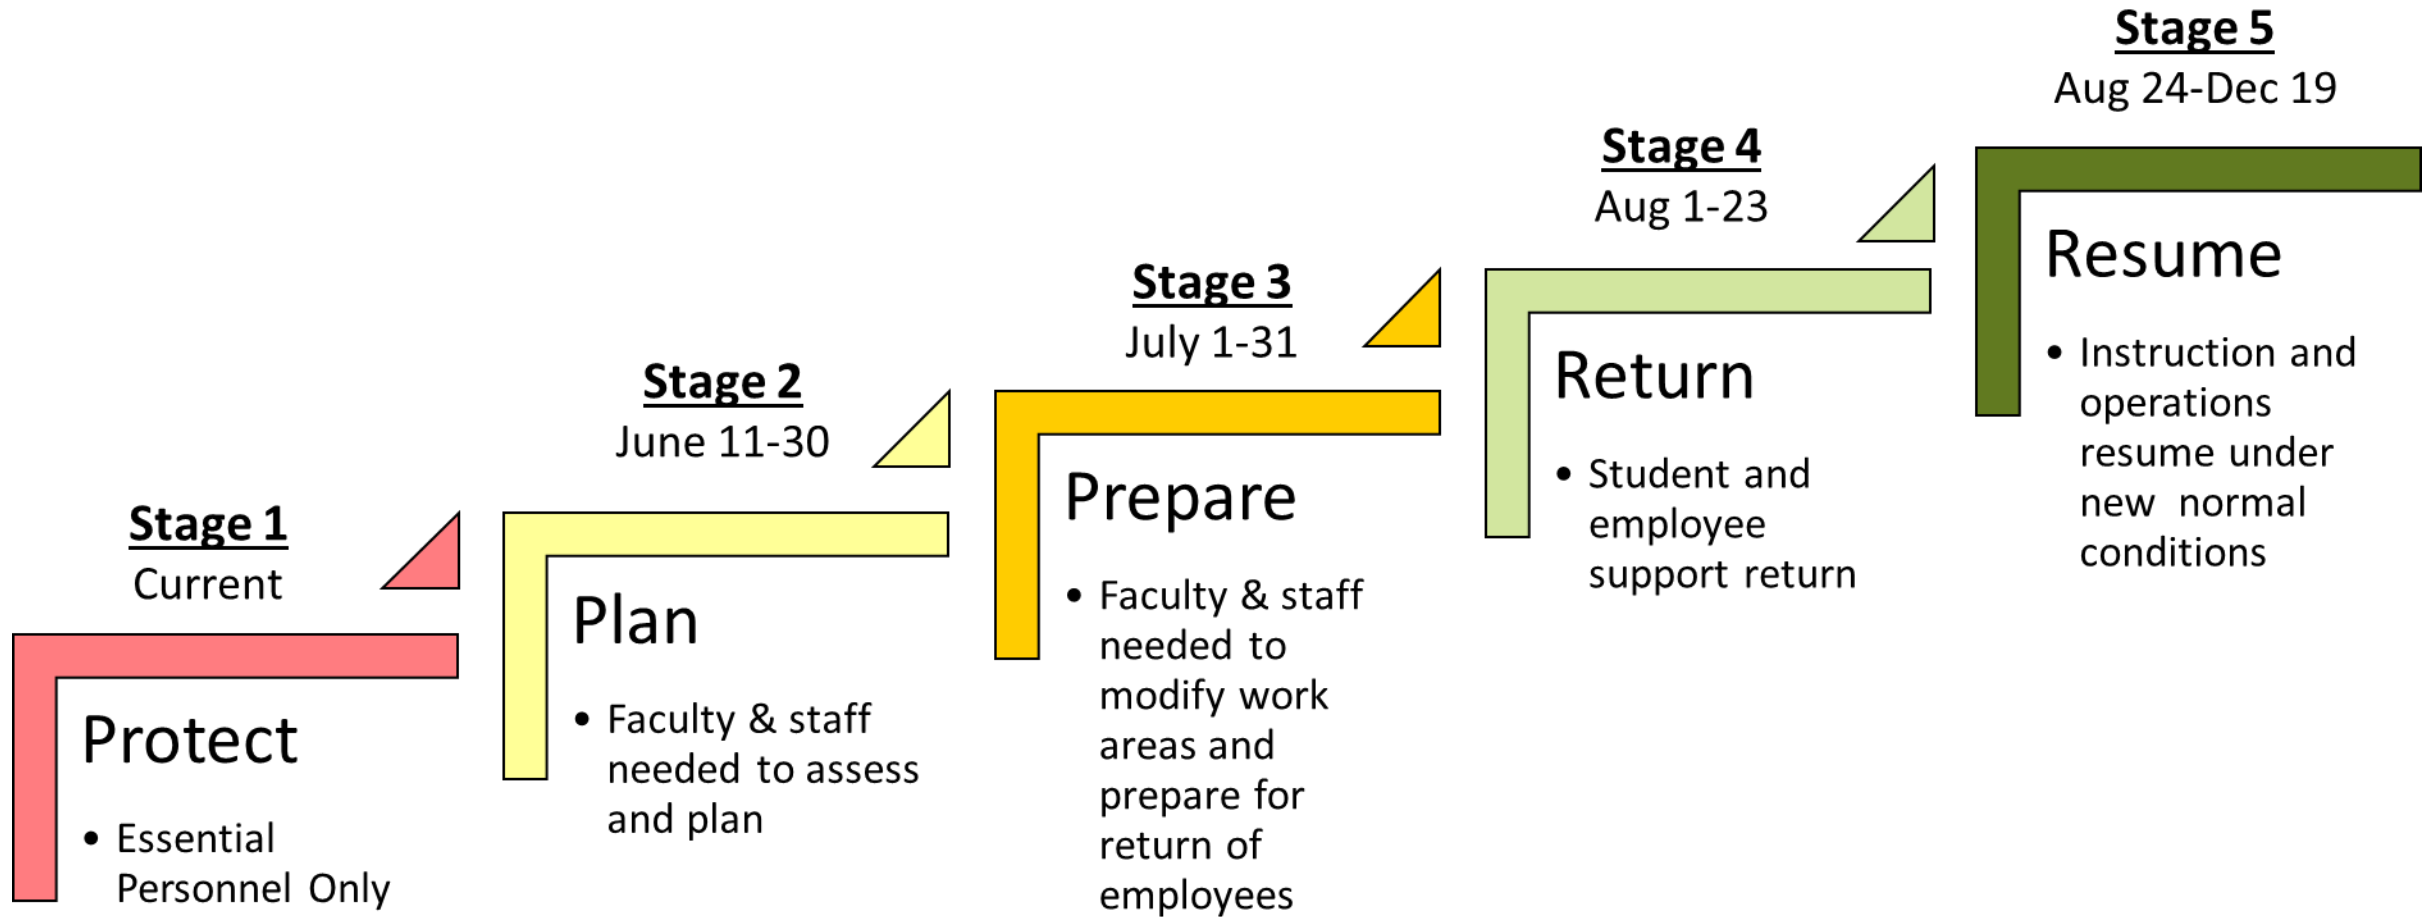 Stage 1
Current
Protect
• Essential
Personnel Only
Stage 2
June 11-30
Plan
• Faculty & staff
needed to assess
and plan
Stage 3
July 1-31
Prepare
• Faculty & staff
needed to
modify work
areas and
prepare for
return of
employees
Stage 4
Aug 1-23
Return
• Student and
employee
support return
Stage 5
Aug 24-Dec 19
Resume
• Instruction and
operations
resume under
new normal
conditions